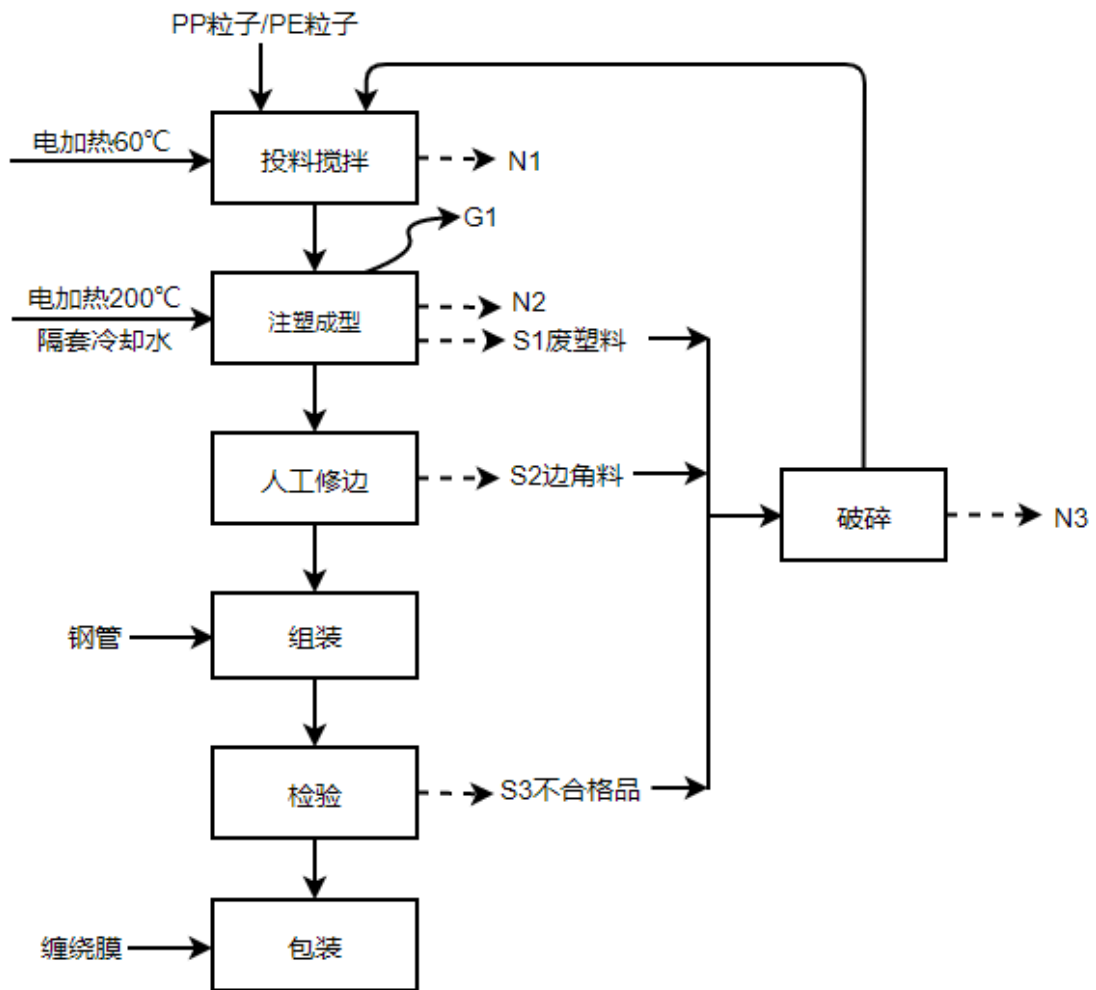 PP粒子/PE粒子
电加热60℃
投料搅拌
N1
G1
电加热200℃
隔套冷却水
注塑成型
N2
S1废塑料
人工修边
S2边角料
破碎
N3
钢管
组装
检验
S3不合格品
缠绕膜
包装